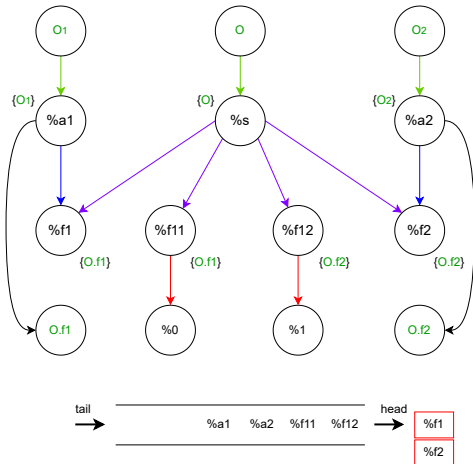 O1 O O2
{O1} {O} {O2}
%a1 %s %a2
%f1 %f11 %f12 %f2
{O.f1} {O.f1} {O.f2} {O.f2}
O.f1 %0 %1 O.f2
tail head
%a1 %a2 %f11 %f12 %f1
%f2